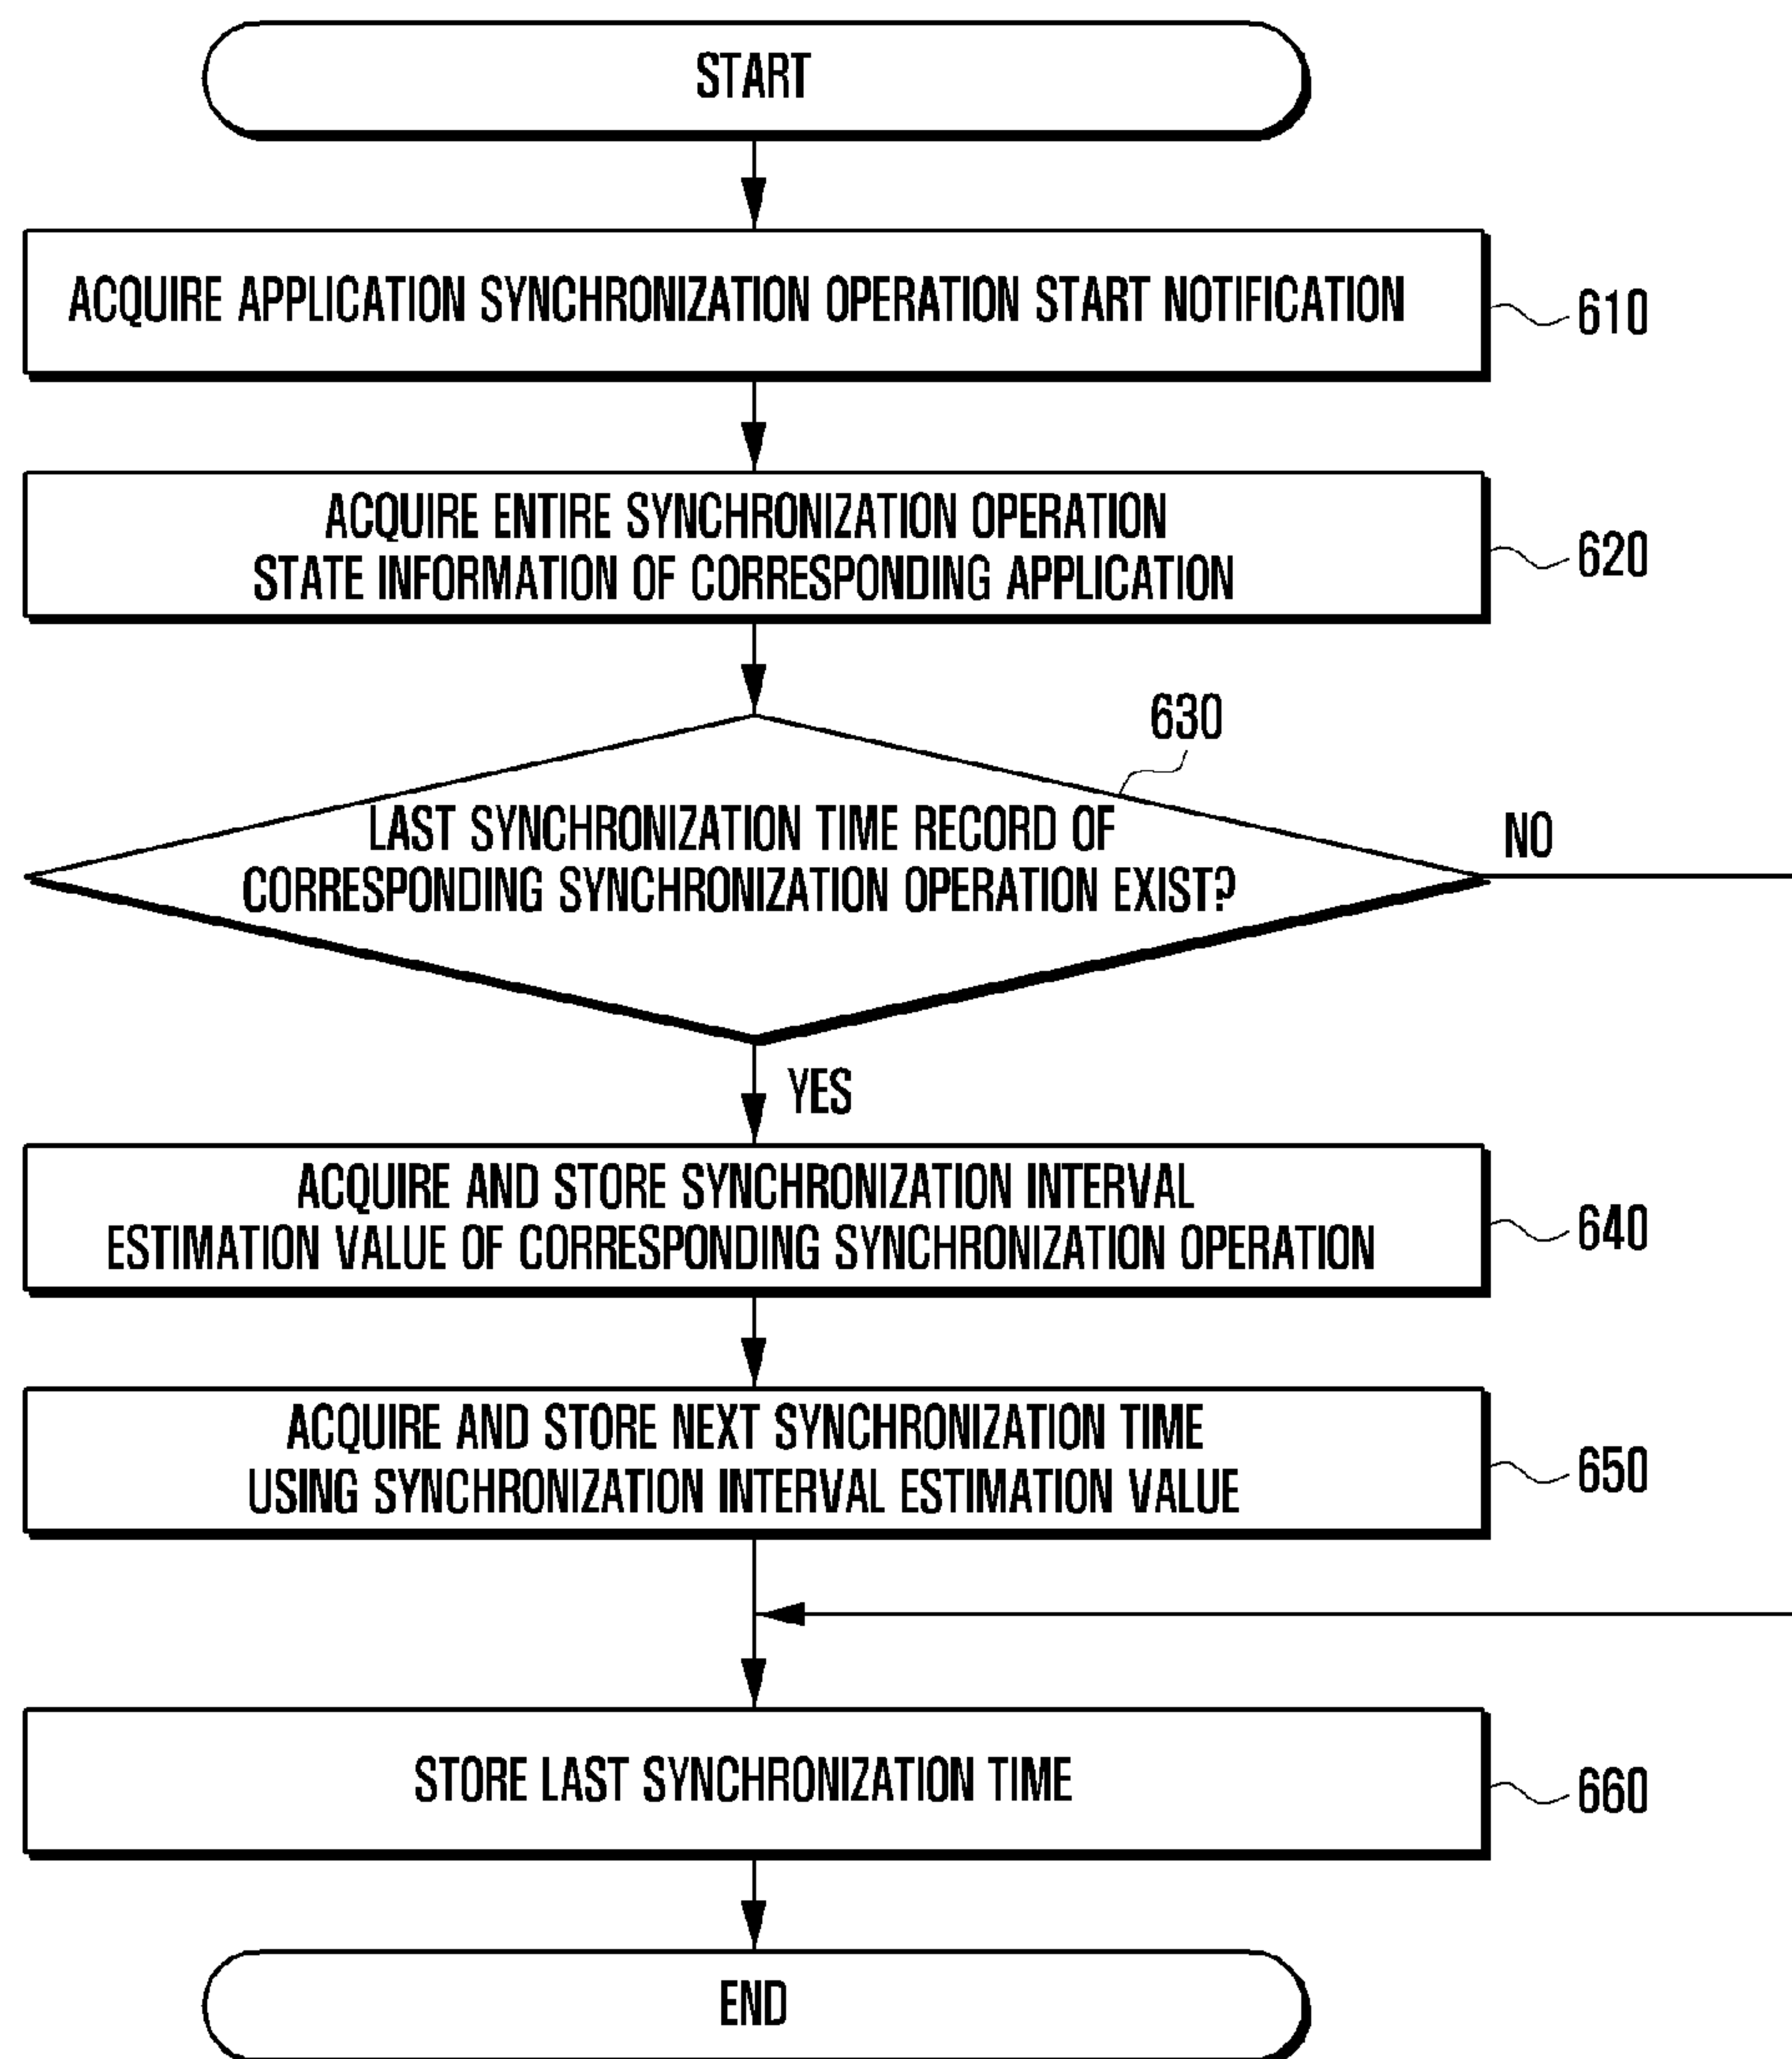 START
ACQUIRE APPLICATION SYNCHRONIZATION OPERATION START NOTIFICATION
610
ACQUIRE ENTIRE SYNCHRONIZATION OPERATION
STATE INFORMATION OF CORRESPONDING APPLICATION
620
630
LAST SYNCHRONIZATION TIME RECORD OF
CORRESPONDING SYNCHRONIZATION OPERATION EXIST?
NO
YES
ACQUIRE AND STORE SYNCHRONIZATION INTERVAL
ESTIMATION VALUE OF CORRESPONDING SYNCHRONIZATION OPERATION
640
ACQUIRE AND STORE NEXT SYNCHRONIZATION TIME
USING SYNCHRONIZATION INTERVAL ESTIMATION VALUE
650
STORE LAST SYNCHRONIZATION TIME
660
END